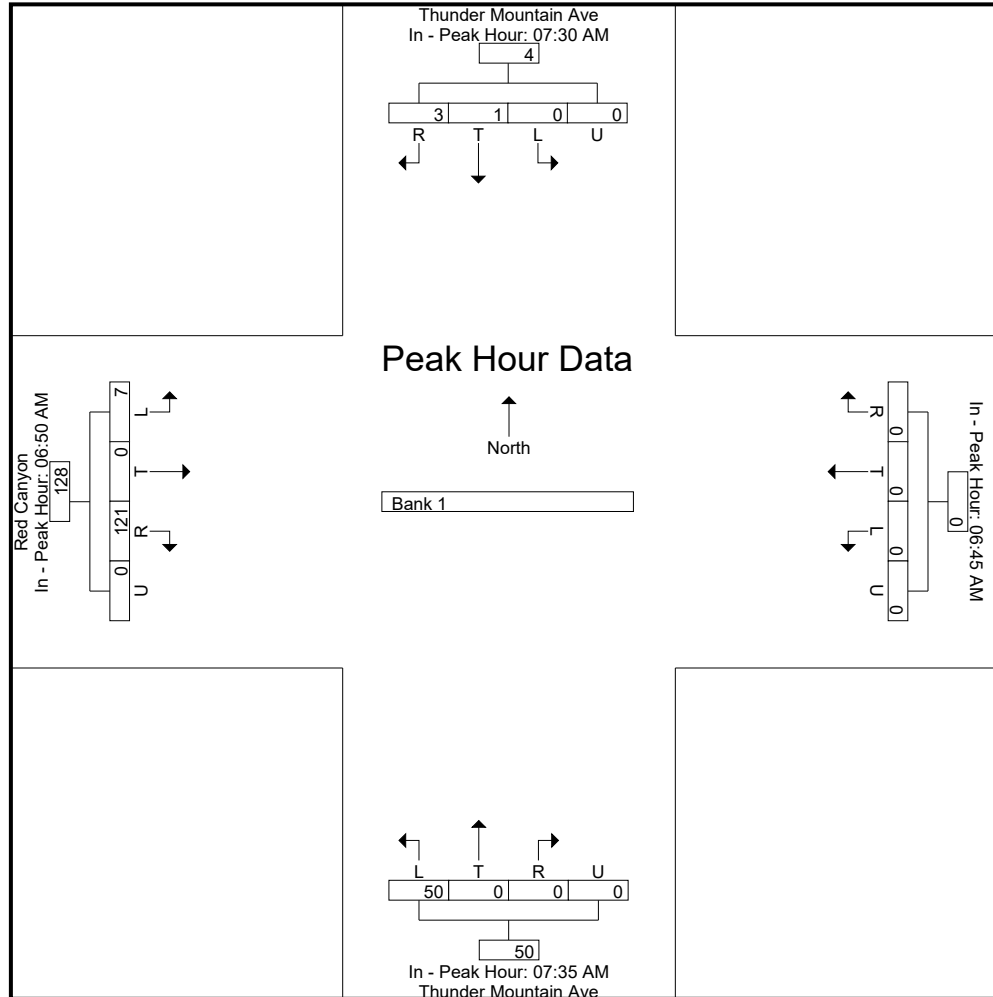 Thunder Mountain Ave
In - Peak Hour: 07:30 AM
4
3 1 0 0
R T L U
Peak Hour Data
North
Bank 1
Red Canyon
In - Peak Hour: 06:50 AM
128
7 0 121 0
L T R U
R T L U
0 0 0 0
0
In - Peak Hour: 06:45 AM
L T R U
50 0 0 0
50
In - Peak Hour: 07:35 AM
Thunder Mountain Ave